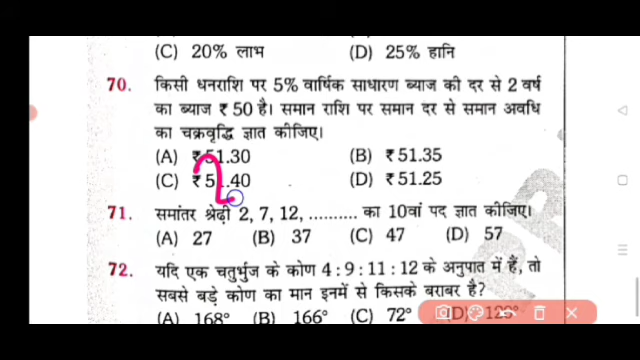 (C) 20% लाभ (D) 25% हानि
70. किसी धनराशि पर 5% वार्षिक साधारण ब्याज की दर से 2 वर्ष
का ब्याज ₹ 50 है। समान राशि पर समान दर से समान अवधि
का चक्रवृद्धि ज्ञात कीजिए।
(A) ₹ 51.30 (B) ₹ 51.35
(C) ₹ 51.40 (D) ₹ 51.25
71. समांतर श्रेढ़ी 2, 7, 12, .......... का 10वां पद ज्ञात कीजिए।
(A) 27 (B) 37 (C) 47 (D) 57
72. यदि एक चतुर्भुज के कोण 4 : 9 : 11 : 12 के अनुपात में हैं, तो
सबसे बड़े कोण का मान इनमें से किसके बराबर है?
(A) 168° (B) 166° (C) 72° (D)